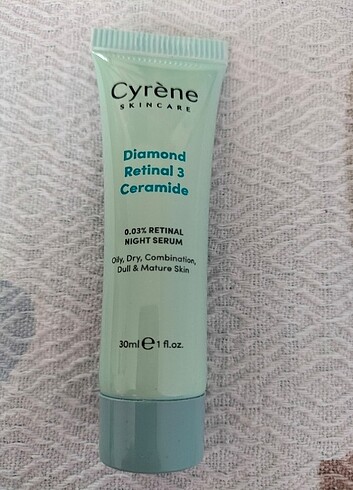 Cyrène
SKINCARE
Diamond
Retinal 3
Ceramide
0.03% RETINAL
NIGHT SERUM
Oily, Dry, Combination,
Dull & Mature Skin
30ml e 1 fl.oz.